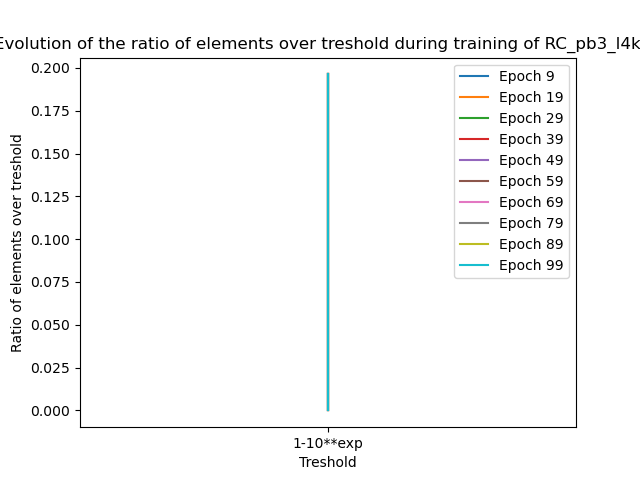 Evolution of the ratio of elements over treshold during training of RC_pb3_l4k
Ratio of elements over treshold
0.200
0.175
0.150
0.125
0.100
0.075
0.050
0.025
0.000
Epoch 9
Epoch 19
Epoch 29
Epoch 39
Epoch 49
Epoch 59
Epoch 69
Epoch 79
Epoch 89
Epoch 99
1-10**exp
Treshold